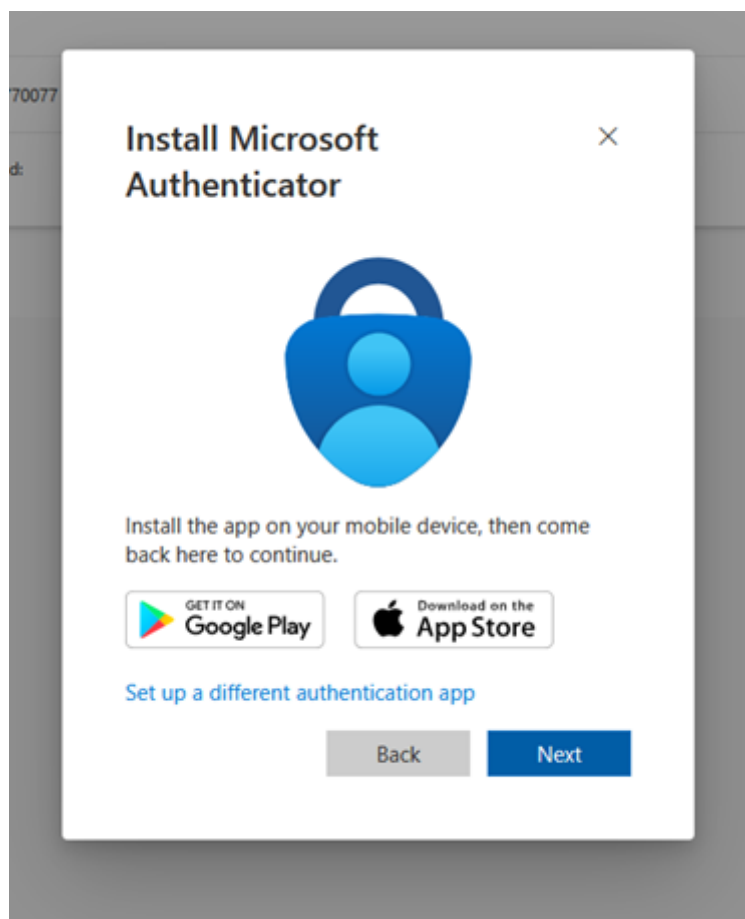 70077
d:
Install Microsoft
Authenticator
Install the app on your mobile device, then come
back here to continue.
GET IT ON
Google Play
Download on the
App Store
Set up a different authentication app
Back
Next